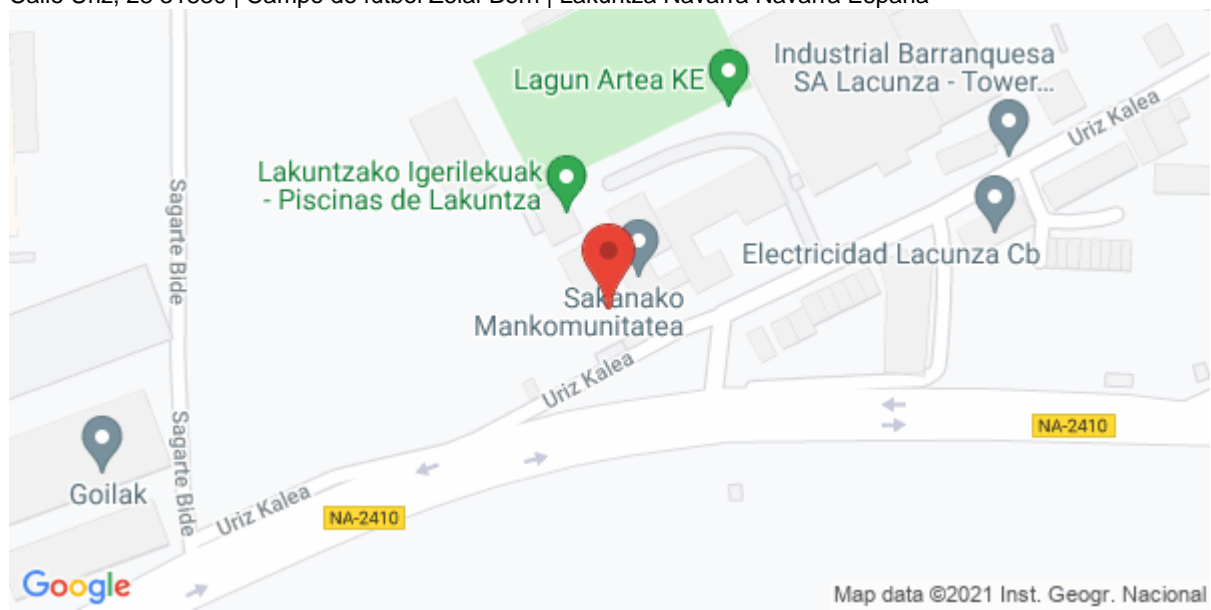 Lagun Artea KE
Industrial Barranquesa
SA Lacunza - Tower...
Uriz Kalea
Lakuntzako Igerilekuak
- Piscinas de Lakuntza
Sagarte Bide
Electricidad Lacunza Cb
Sakanako
Mankomunitatea
Uriz Kalea
NA-2410
Sagarte Bide
Goilak
Uriz Kalea
NA-2410
Google
Map data ©2021 Inst. Geogr. Nacional